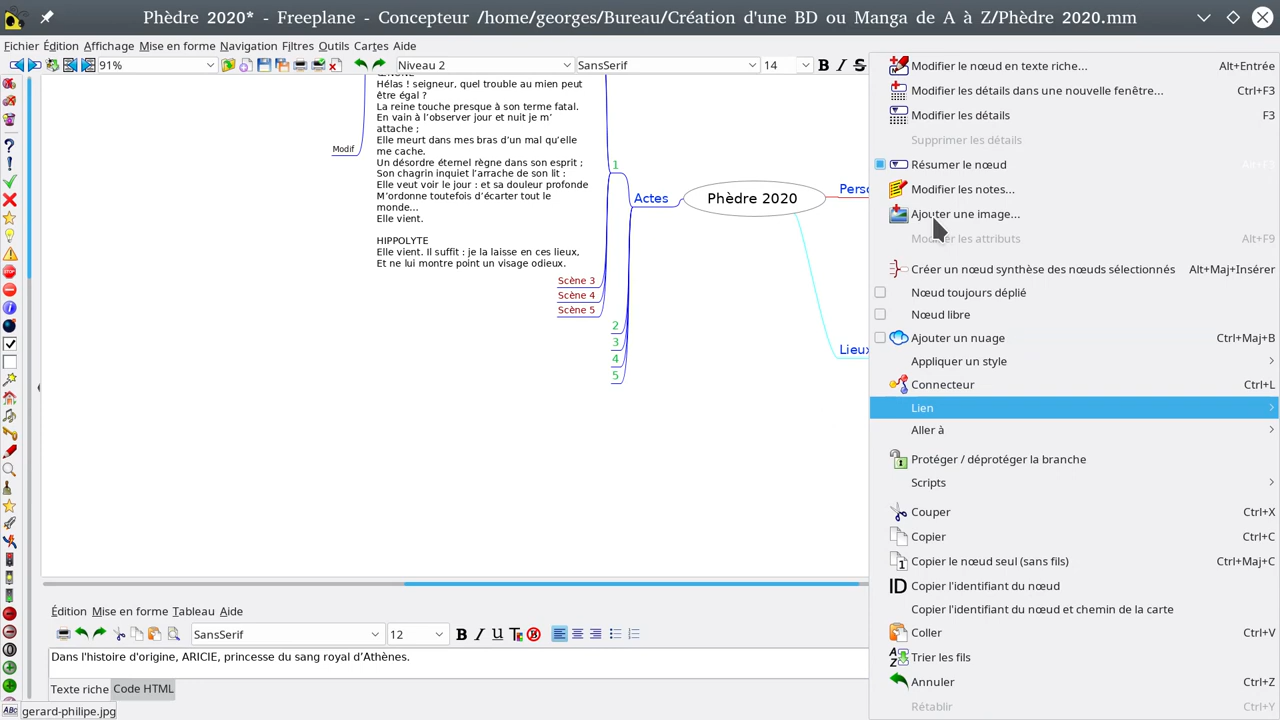 Phèdre 2020* - Freeplane - Concepteur /home/georges/Bureau/Création d'une BD ou Manga de A à Z/Phèdre 2020.mm
Fichier Édition Affichage Mise en forme Navigation Filtres Outils Cartes Aide
91% Niveau 2 SansSerif 14 B I S
Hélas ! seigneur, quel trouble au mien peut
être égal ?
La reine touche presque à son terme fatal.
En vain à l’observer jour et nuit je m’
attache ;
Elle meurt dans mes bras d’un mal qu’elle
me cache.
Un désordre éternel règne dans son esprit ;
Son chagrin inquiet l’arrache de son lit :
Elle veut voir le jour : et sa douleur profonde
M’ordonne toutefois d’écarter tout le
monde...
Elle vient.
HIPPOLYTE
Elle vient. Il suffit : je la laisse en ces lieux,
Et ne lui montre point un visage odieux.
Modif
Scène 3
Scène 4
Scène 5
1
2
3
4
5
Actes
Phèdre 2020
Perso
Lieux
Modifier le nœud en texte riche... Alt+Entrée
Modifier les détails dans une nouvelle fenêtre... Ctrl+F3
Modifier les détails F3
Supprimer les détails
Résumer le nœud
Modifier les notes...
Ajouter une image...
Modifier les attributs Alt+F9
Créer un nœud synthèse des nœuds sélectionnés Alt+Maj+Insérer
Nœud toujours déplié
Nœud libre
Ajouter un nuage Ctrl+Maj+B
Appliquer un style
Connecteur Ctrl+L
Lien
Aller à
Protéger / déprotéger la branche
Scripts
Couper Ctrl+X
Copier Ctrl+C
Copier le nœud seul (sans fils) Ctrl+Maj+C
ID Copier l'identifiant du nœud
Copier l'identifiant du nœud et chemin de la carte
Coller Ctrl+V
Trier les fils
Annuler Ctrl+Z
Rétablir Ctrl+Y
Édition Mise en forme Tableau Aide
SansSerif 12 B I U
Dans l'histoire d'origine, ARICIE, princesse du sang royal d’Athènes.
Texte riche Code HTML
gerard-philipe.jpg